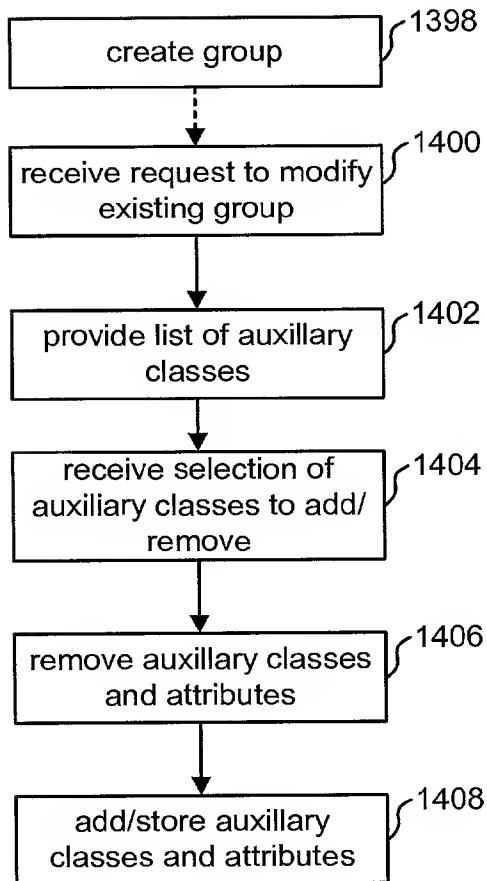 create group
1398
receive request to modify
existing group
1400
provide list of auxillary
classes
1402
receive selection of
auxiliary classes to add/
remove
1404
remove auxillary classes
and attributes
1406
add/store auxillary
classes and attributes
1408